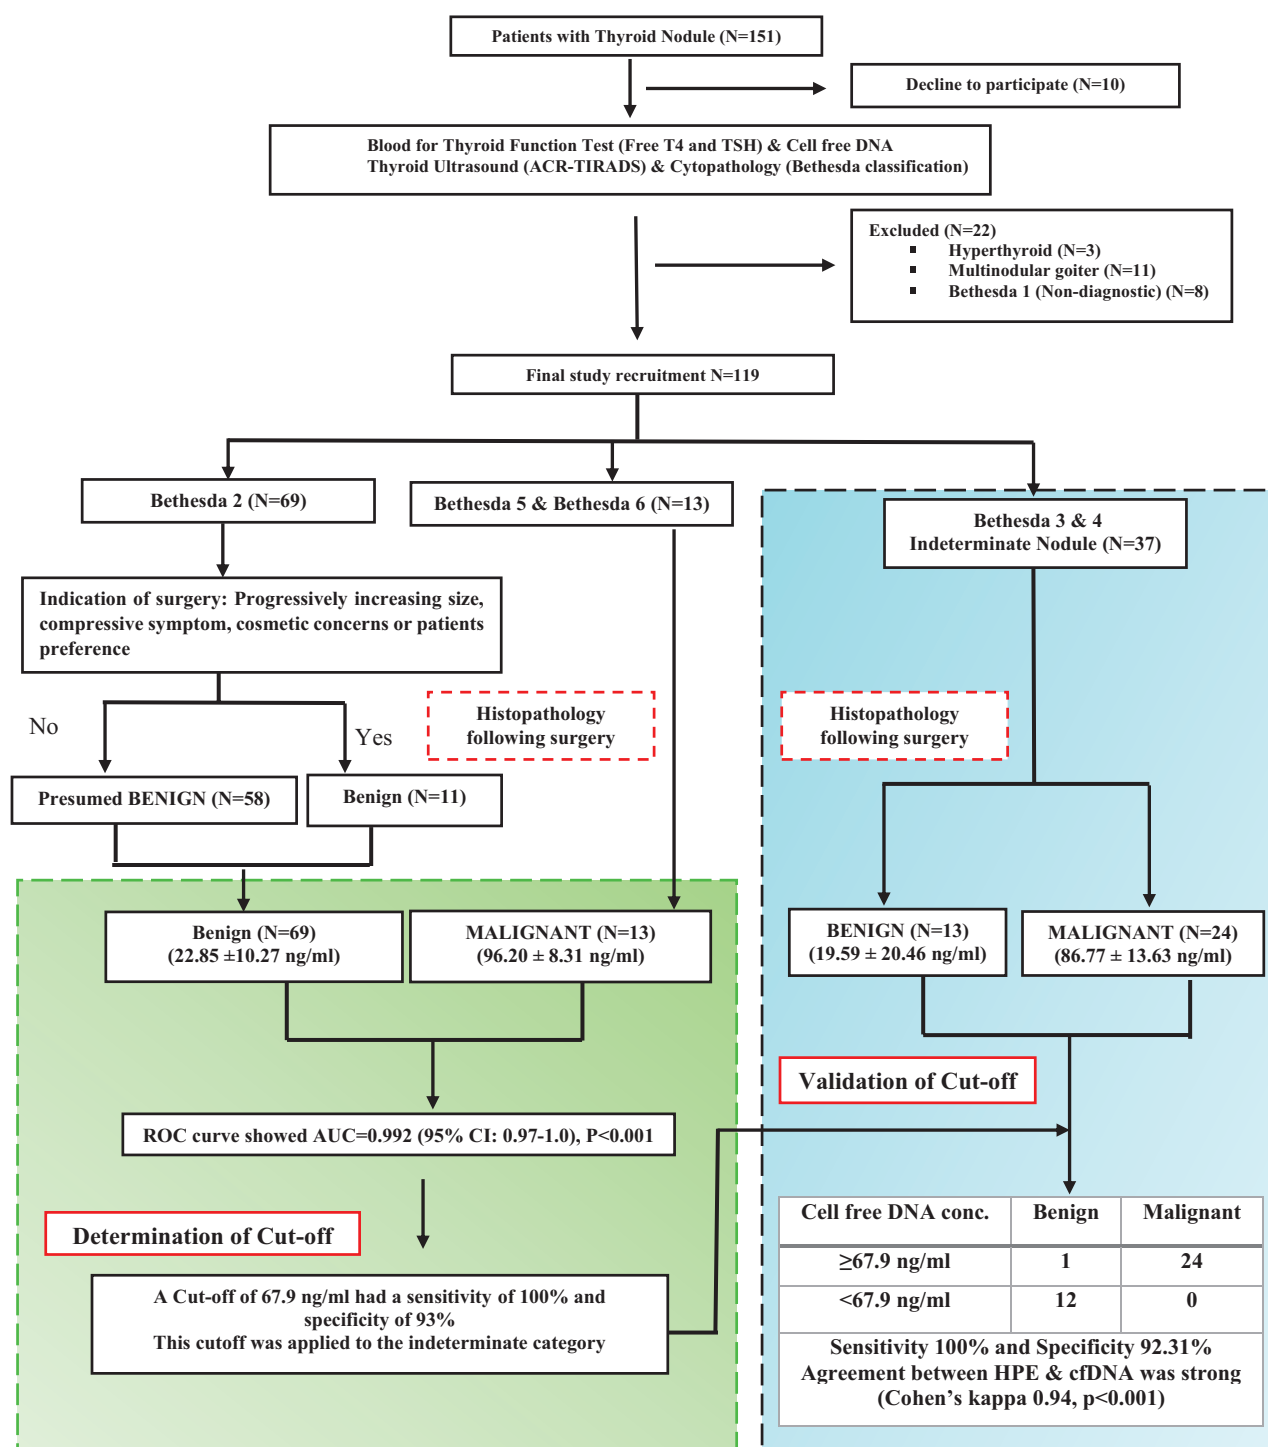 Patients with Thyroid Nodule (N=151)
Decline to participate (N=10)
Blood for Thyroid Function Test (Free T4 and TSH) & Cell free DNA
Thyroid Ultrasound (ACR-TIRADS) & Cytopathology (Bethesda classification)
Excluded (N=22)
▪ Hyperthyroid (N=3)
▪ Multinodular goiter (N=11)
▪ Bethesda 1 (Non-diagnostic) (N=8)
Final study recruitment N=119
Bethesda 2 (N=69)
Bethesda 5 & Bethesda 6 (N=13)
Bethesda 3 & 4
Indeterminate Nodule (N=37)
Indication of surgery: Progressively increasing size,
compressive symptom, cosmetic concerns or patients
preference
No
Yes
Histopathology
following surgery
Histopathology
following surgery
Presumed BENIGN (N=58)
Benign (N=11)
Benign (N=69)
(22.85 ±10.27 ng/ml)
MALIGNANT (N=13)
(96.20 ± 8.31 ng/ml)
BENIGN (N=13)
(19.59 ± 20.46 ng/ml)
MALIGNANT (N=24)
(86.77 ± 13.63 ng/ml)
ROC curve showed AUC=0.992 (95% CI: 0.97-1.0), P<0.001
Determination of Cut-off
A Cut-off of 67.9 ng/ml had a sensitivity of 100% and
specificity of 93%
This cutoff was applied to the indeterminate category
Validation of Cut-off
Cell free DNA conc. Benign Malignant
≥67.9 ng/ml 1 24
<67.9 ng/ml 12 0
Sensitivity 100% and Specificity 92.31%
Agreement between HPE & cfDNA was strong
(Cohen's kappa 0.94, p<0.001)